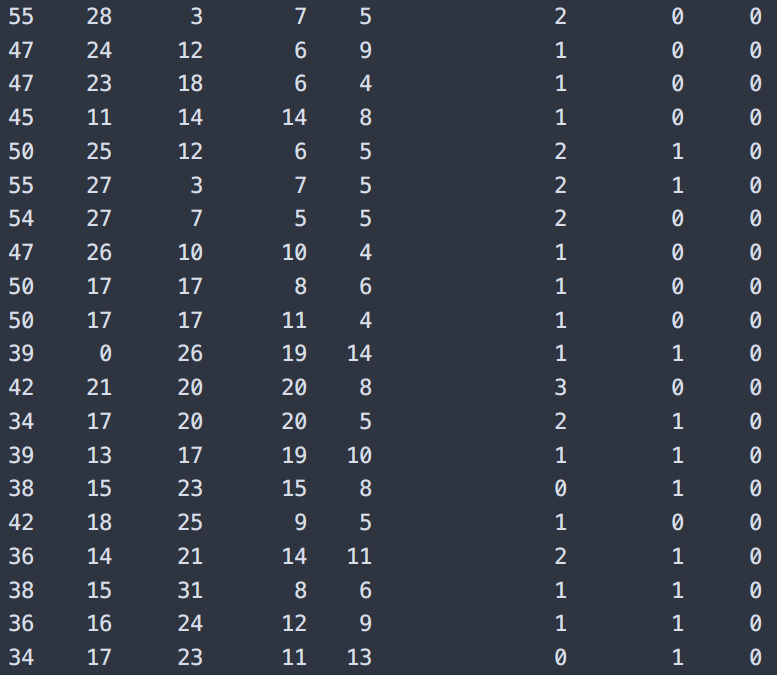 55 28 3 7 5 2 0 0
47 24 12 6 9 1 0 0
47 23 18 6 4 1 0 0
45 11 14 14 8 1 0 0
50 25 12 6 5 2 1 0
55 27 3 7 5 2 1 0
54 27 7 5 5 2 0 0
47 26 10 10 4 1 0 0
50 17 17 8 6 1 0 0
50 17 17 11 4 1 0 0
39 0 26 19 14 1 1 0
42 21 20 20 8 3 0 0
34 17 20 20 5 2 1 0
39 13 17 19 10 1 1 0
38 15 23 15 8 0 1 0
42 18 25 9 5 1 0 0
36 14 21 14 11 2 1 0
38 15 31 8 6 1 1 0
36 16 24 12 9 1 1 0
34 17 23 11 13 0 1 0